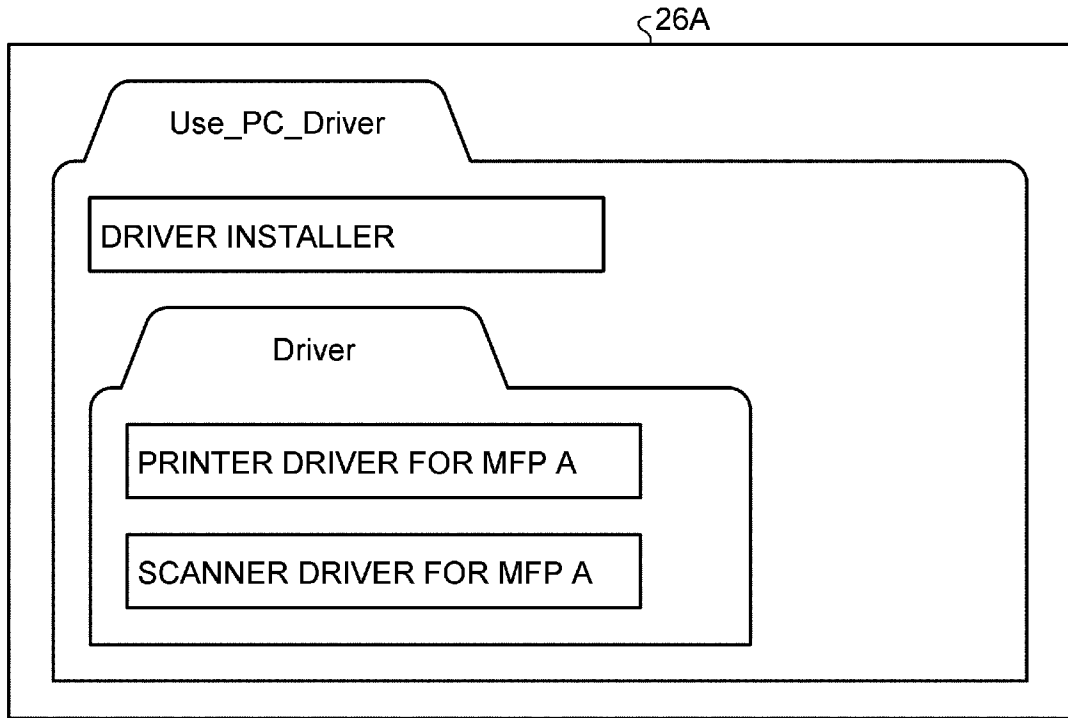 26A
Use_PC_Driver
DRIVER INSTALLER
Driver
PRINTER DRIVER FOR MFP A
SCANNER DRIVER FOR MFP A